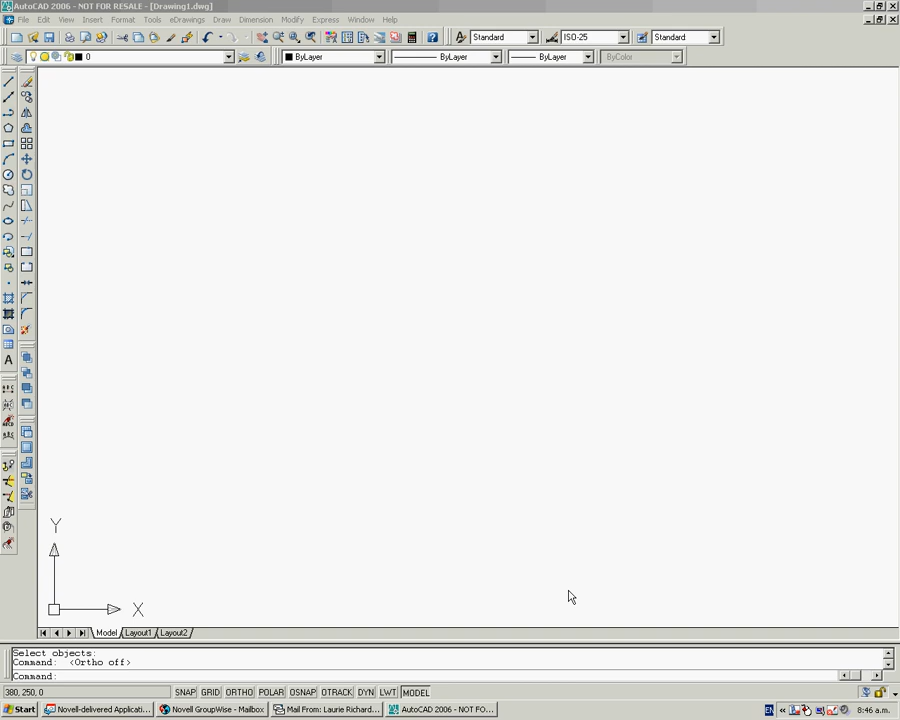 AutoCAD 2006 - NOT FOR RESALE - [Drawing1.dwg]
File Edit View Insert Format Tools eDrawings Draw Dimension Modify Express Window Help
Standard ISO-25 Standard
0 ByLayer ByLayer ByLayer ByColor
A
Y
X
Model Layout1 Layout2
Select objects:
Command: <Ortho off>
Command:
380, 250, 0 SNAP GRID ORTHO POLAR OSNAP OTRACK DYN LWT MODEL
Start Novell-delivered Applicati... Novell GroupWise - Mailbox Mail From: Laurie Richard... AutoCAD 2006 - NOT FO... EN « 8:46 a.m.